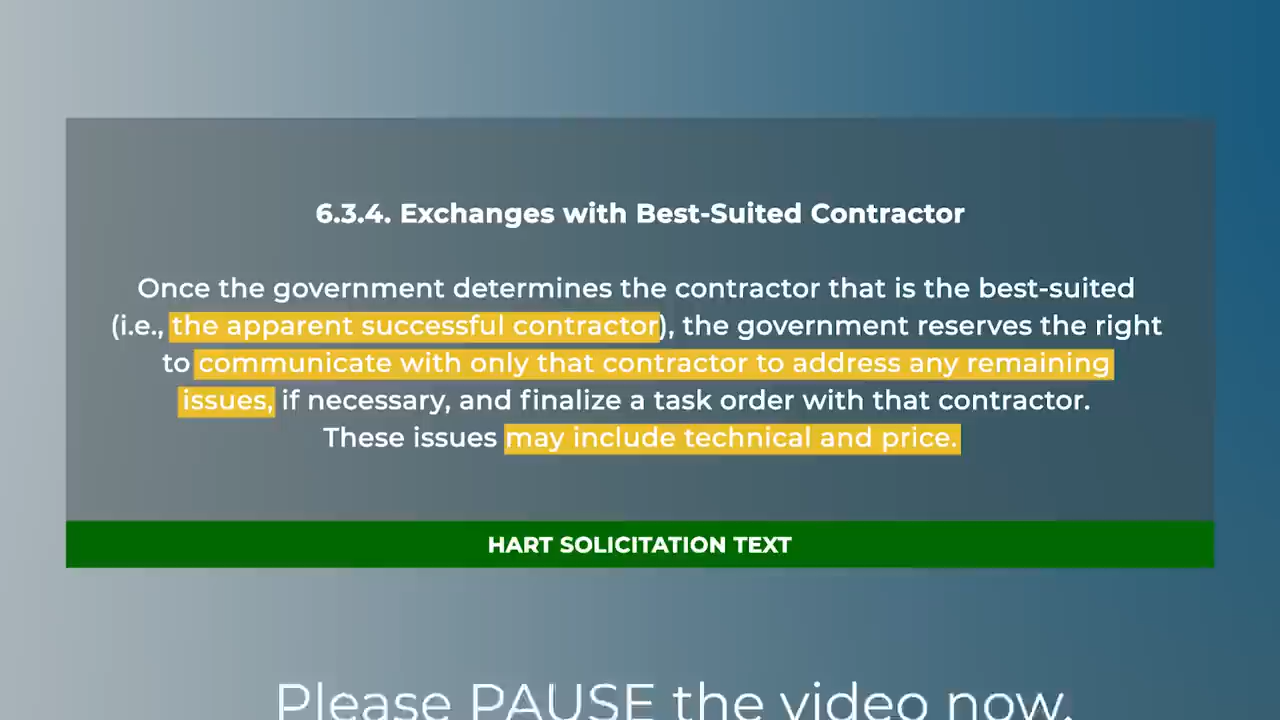 6.3.4. Exchanges with Best-Suited Contractor
Once the government determines the contractor that is the best-suited
(i.e., the apparent successful contractor), the government reserves the right
to communicate with only that contractor to address any remaining
issues, if necessary, and finalize a task order with that contractor.
These issues may include technical and price.
HART SOLICITATION TEXT
Please PAUSE the video now.